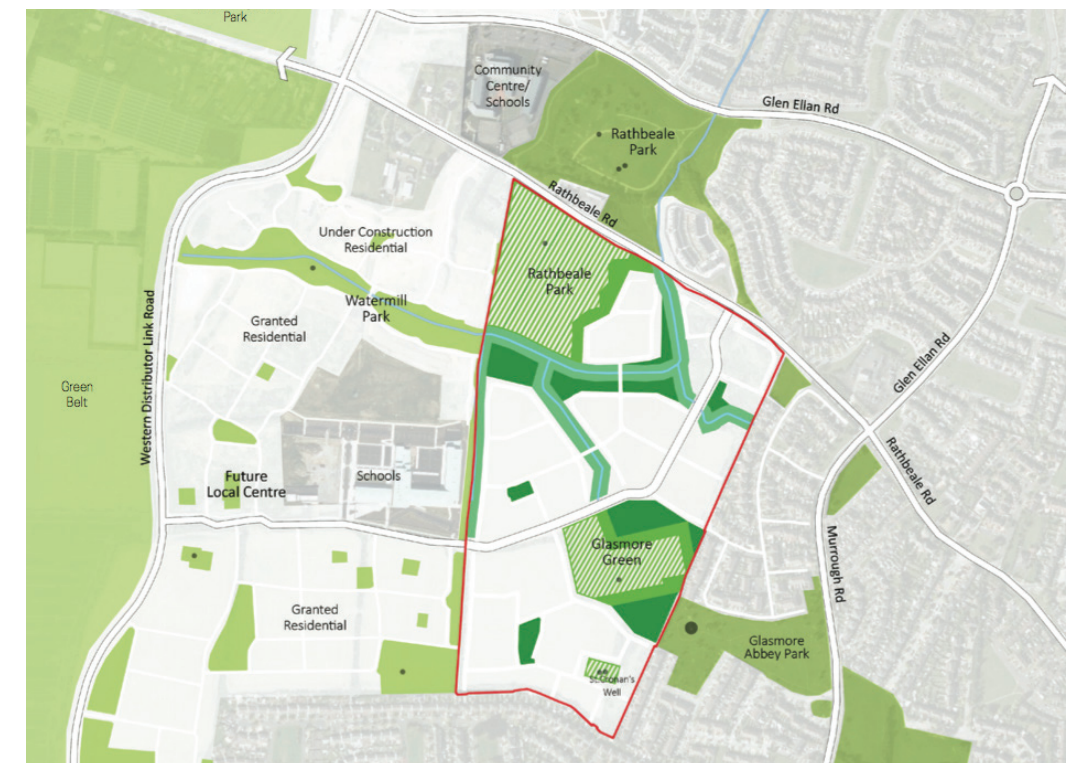 Park
Community
Centre/
Schools
Glen Ellan Rd
Rathbeale
Park
Rathbeale Rd
Under Construction
Residential
Rathbeale
Park
Watermill
Park
Granted
Residential
Western Distributor Link Road
Green
Belt
Glen Ellan Rd
Rathbeale Rd
Future
Local Centre
Schools
Glasmore
Green
Murrough Rd
Granted
Residential
Glasmore
Abbey Park
St.Cronan's
Well